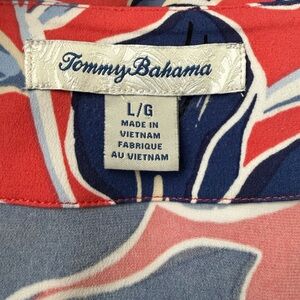 Tommy Bahama
L/G
MADE IN
VIETNAM
FABRIQUE
AU VIETNAM